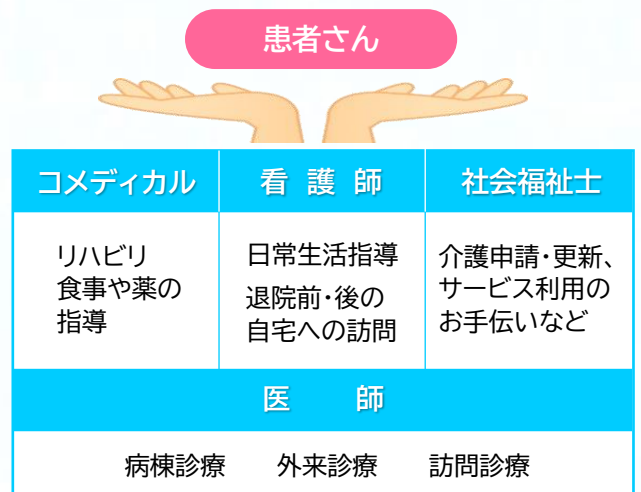 患者さん
コメディカル
看護師
社会福祉士
リハビリ
食事や薬の
指導
日常生活指導
退院前・後の
自宅への訪問
介護申請・更新、
サービス利用の
お手伝いなど
医師
病棟診療 外来診療 訪問診療